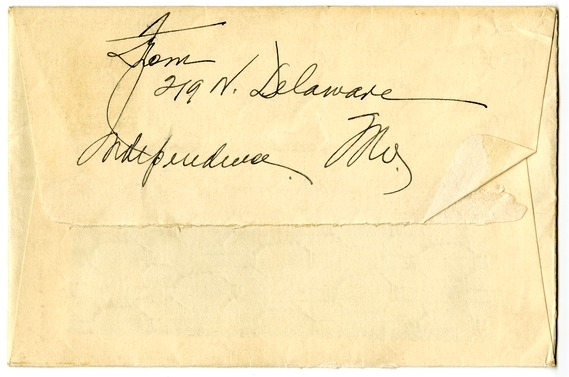 From
219 N. Delaware
Independence, Mo,